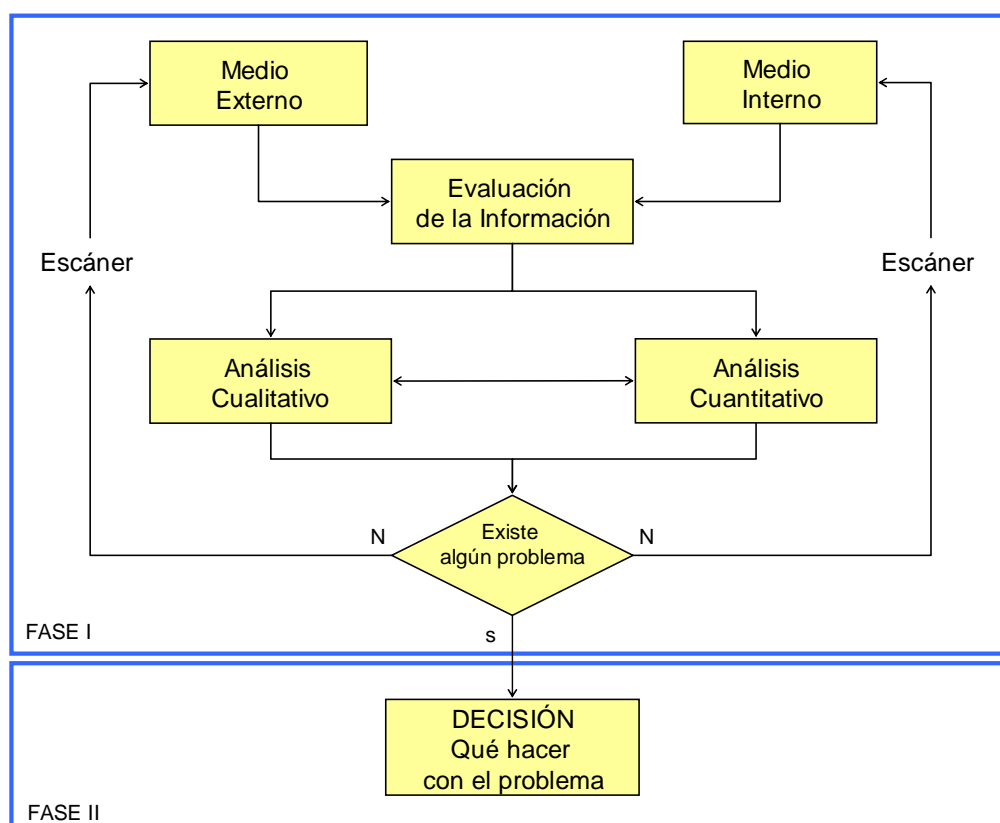 Medio
Externo
Medio
Interno
Evaluación
de la Información
Escáner
Escáner
Análisis
Cualitativo
Análisis
Cuantitativo
N
Existe
algún problema
N
FASE I
s
DECISIÓN
Qué hacer
con el problema
FASE II